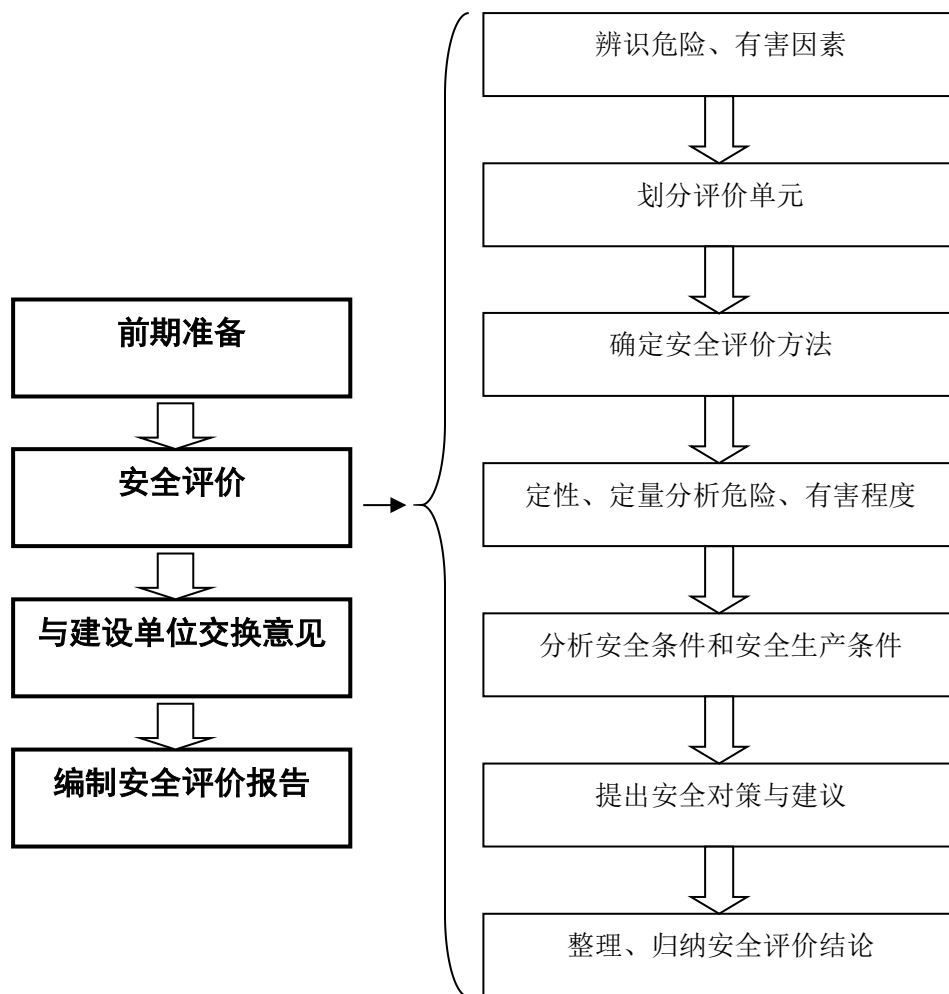 前期准备
安全评价
与建设单位交换意见
编制安全评价报告
辨识危险、有害因素
划分评价单元
确定安全评价方法
定性、定量分析危险、有害程度
分析安全条件和安全生产条件
提出安全对策与建议
整理、归纳安全评价结论